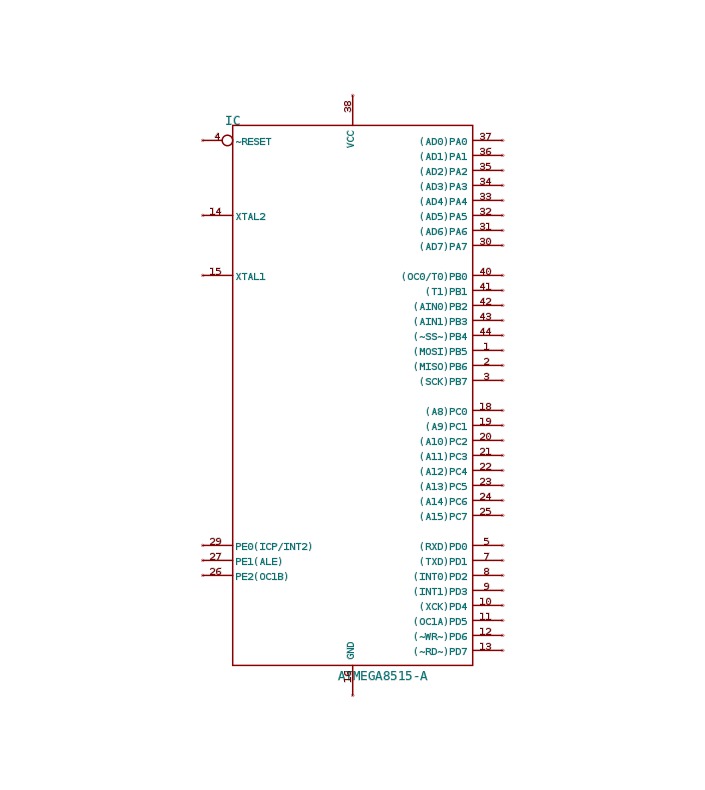 38
IC
VCC
4 ~RESET
14 XTAL2
15 XTAL1
29 PE0(ICP/INT2)
27 PE1(ALE)
26 PE2(OC1B)
(AD0)PA0 37
(AD1)PA1 36
(AD2)PA2 35
(AD3)PA3 34
(AD4)PA4 33
(AD5)PA5 32
(AD6)PA6 31
(AD7)PA7 30
(OC0/T0)PB0 40
(T1)PB1 41
(AIN0)PB2 42
(AIN1)PB3 43
(~SS~)PB4 44
(MOSI)PB5 1
(MISO)PB6 2
(SCK)PB7 3
(A8)PC0 18
(A9)PC1 19
(A10)PC2 20
(A11)PC3 21
(A12)PC4 22
(A13)PC5 23
(A14)PC6 24
(A15)PC7 25
(RXD)PD0 5
(TXD)PD1 7
(INT0)PD2 8
(INT1)PD3 9
(XCK)PD4 10
(OC1A)PD5 11
(~WR~)PD6 12
(~RD~)PD7 13
GND
ATMEGA8515-A